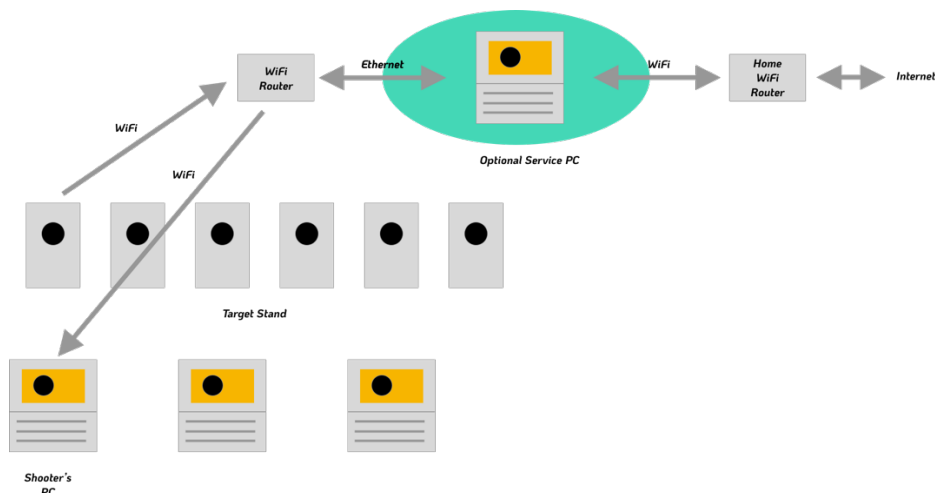 WiFi
Router
Ethernet
WiFi
Home
WiFi
Router
Internet
WiFi
Optional Service PC
WiFi
Target Stand
Shooter's
PC